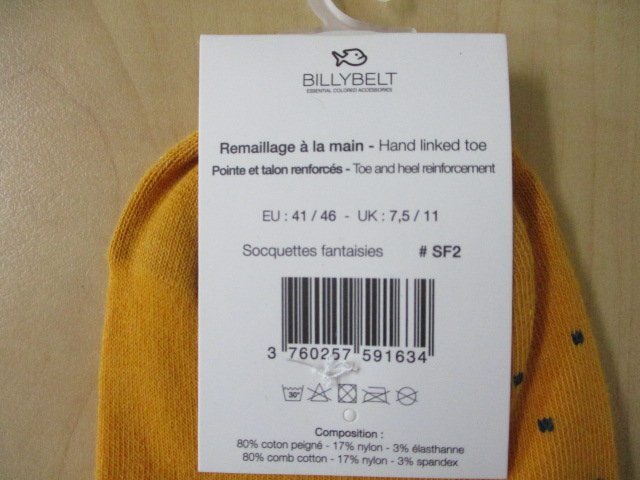 BILLYBELT
ESSENTIAL COLORED ACCESSORIES
Remaillage à la main - Hand linked toe
Pointe et talon renforcés - Toe and heel reinforcement
EU : 41 / 46 - UK : 7,5 / 11
Socquettes fantaisies # SF2
3 760257 591634
30°
Composition :
80% coton peigné - 17% nylon - 3% élasthanne
80% comb cotton - 17% nylon - 3% spandex